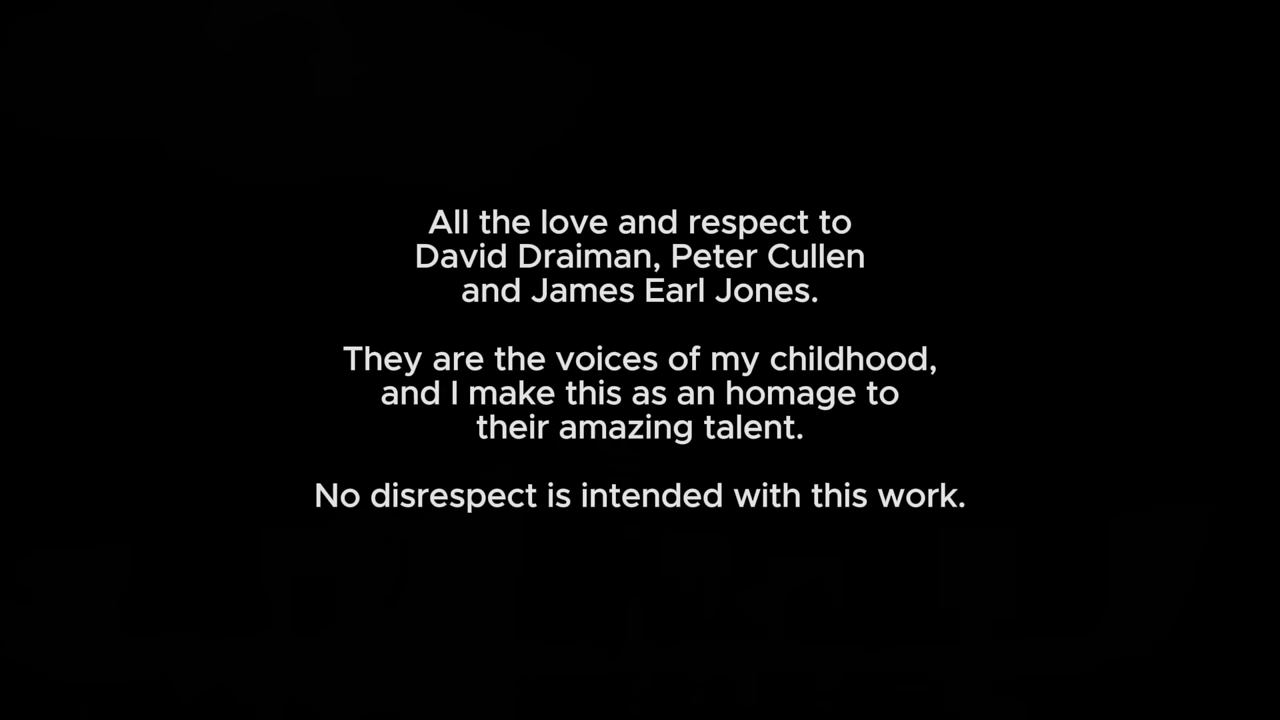 All the love and respect to
David Draiman, Peter Cullen
and James Earl Jones.
They are the voices of my childhood,
and I make this as an homage to
their amazing talent.
No disrespect is intended with this work.